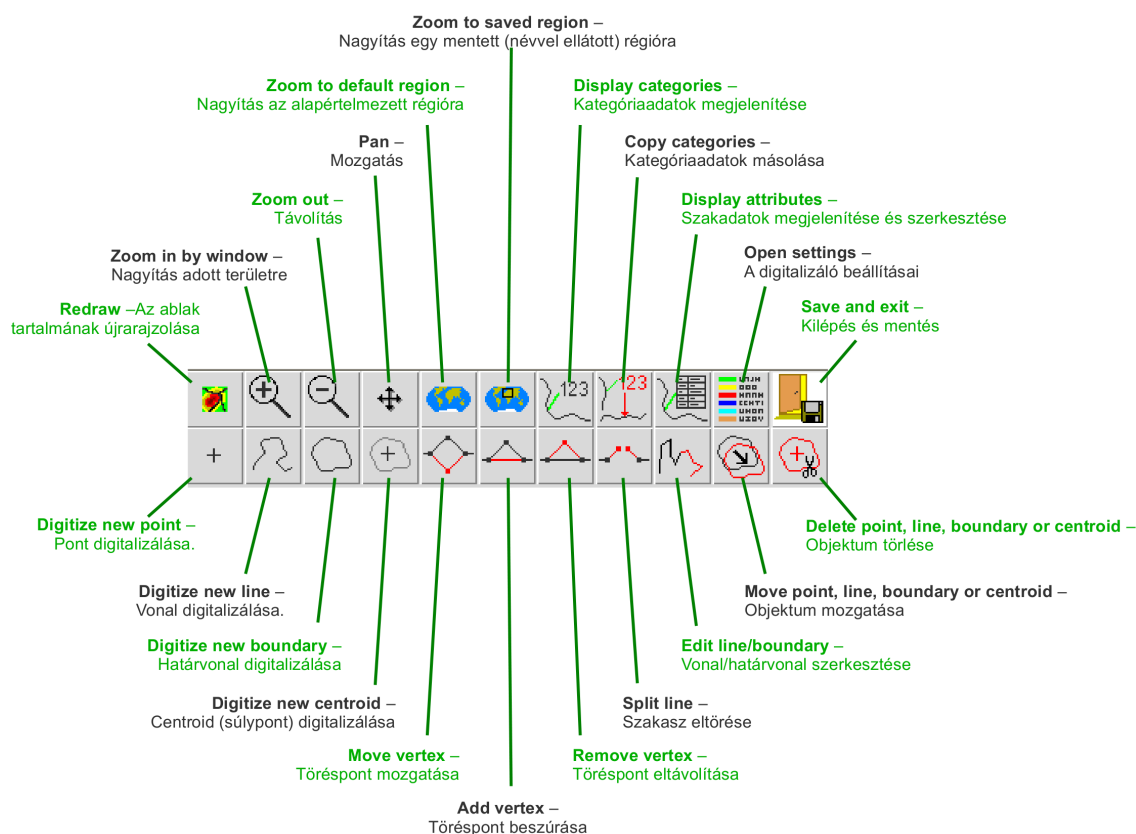 Zoom to saved region –
Nagyítás egy mentett (névvel ellátott) régióra
Zoom to default region –
Nagyítás az alapértelmezett régióra
Display categories –
Kategóriaadatok megjelenítése
Pan –
Mozgatás
Copy categories –
Kategóriaadatok másolása
Zoom out –
Távolítás
Display attributes –
Szakadatok megjelenítése és szerkesztése
Zoom in by window –
Nagyítás adott területre
Open settings –
A digitalizáló beállításai
Redraw –Az ablak
tartalmának újrarajzolása
Save and exit –
Kilépés és mentés
123
123
Digitize new point –
Pont digitalizálása.
Delete point, line, boundary or centroid –
Objektum törlése
Digitize new line –
Vonal digitalizálása.
Move point, line, boundary or centroid –
Objektum mozgatása
Digitize new boundary –
Határvonal digitalizálása
Edit line/boundary –
Vonal/határvonal szerkesztése
Digitize new centroid –
Centroid (súlypont) digitalizálása
Split line –
Szakasz eltörése
Move vertex –
Töréspont mozgatása
Remove vertex –
Töréspont eltávolítása
Add vertex –
Töréspont beszúrása